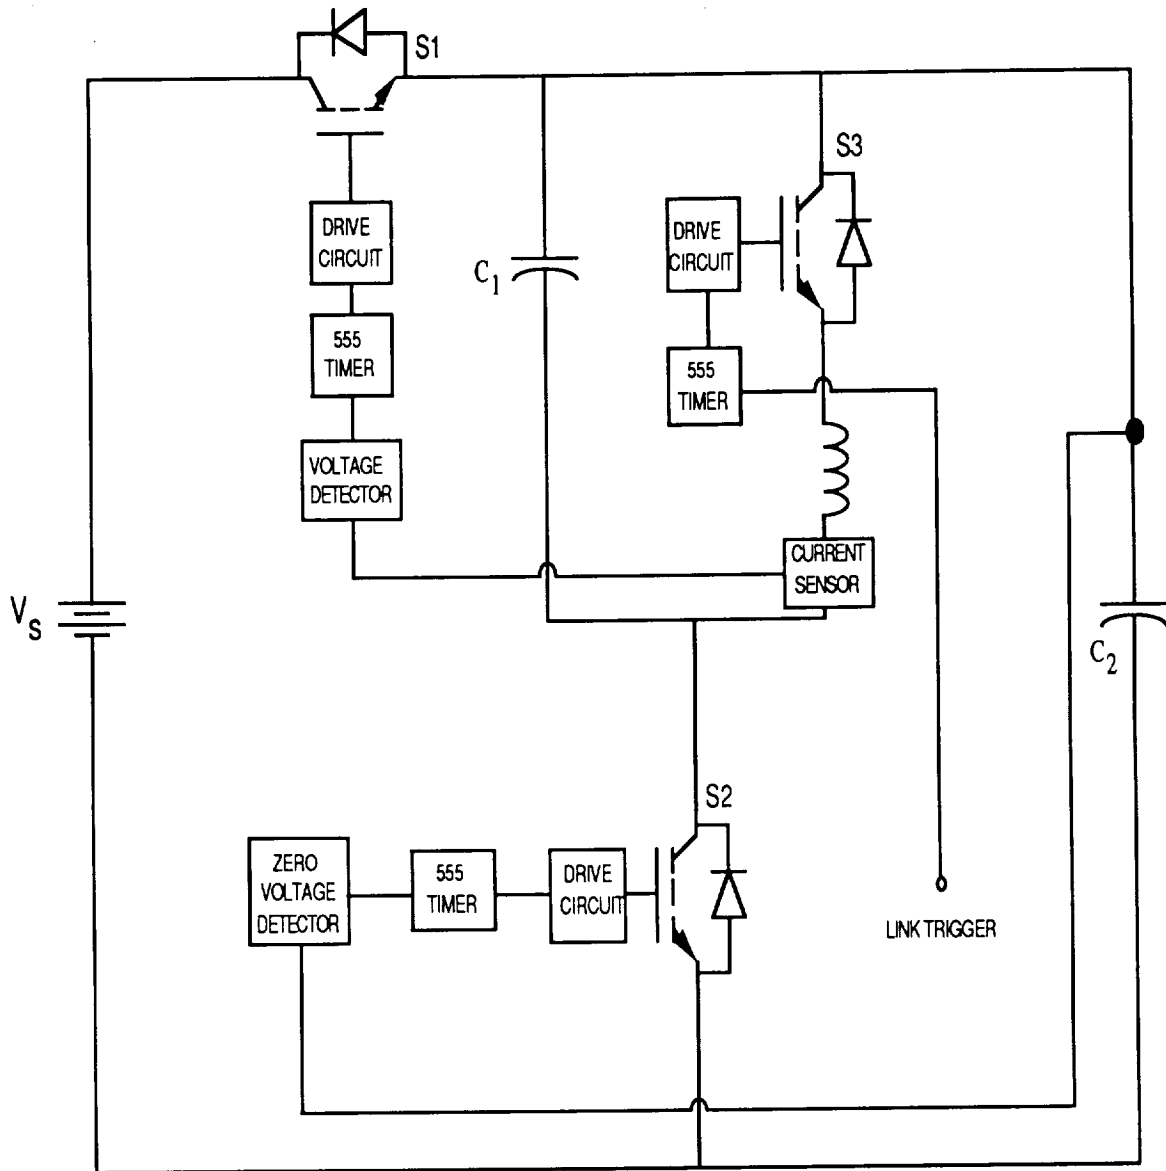 S1
S3
DRIVE
CIRCUIT
DRIVE
CIRCUIT
C1
555
TIMER
555
TIMER
VOLTAGE
DETECTOR
CURRENT
SENSOR
VS
C2
S2
ZERO
VOLTAGE
DETECTOR
555
TIMER
DRIVE
CIRCUIT
LINK TRIGGER